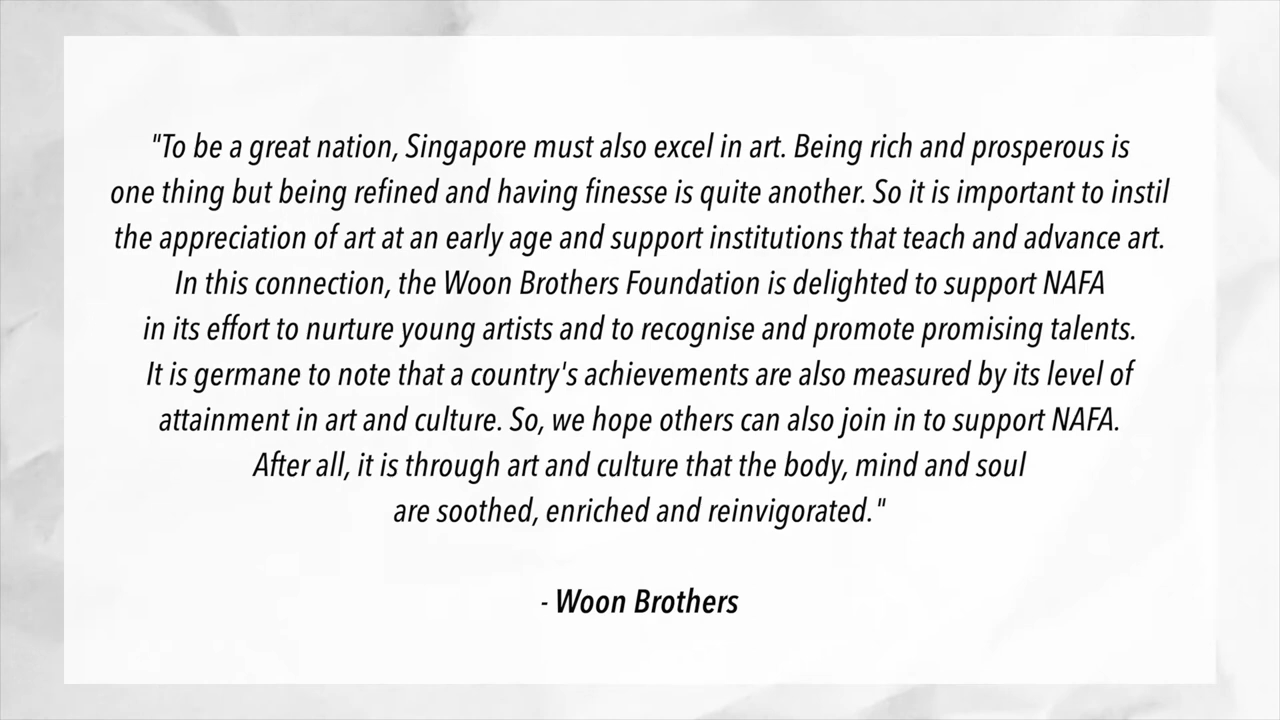 "To be a great nation, Singapore must also excel in art. Being rich and prosperous is
one thing but being refined and having finesse is quite another. So it is important to instil
the appreciation of art at an early age and support institutions that teach and advance art.
In this connection, the Woon Brothers Foundation is delighted to support NAFA
in its effort to nurture young artists and to recognise and promote promising talents.
It is germane to note that a country's achievements are also measured by its level of
attainment in art and culture. So, we hope others can also join in to support NAFA.
After all, it is through art and culture that the body, mind and soul
are soothed, enriched and reinvigorated."
- Woon Brothers